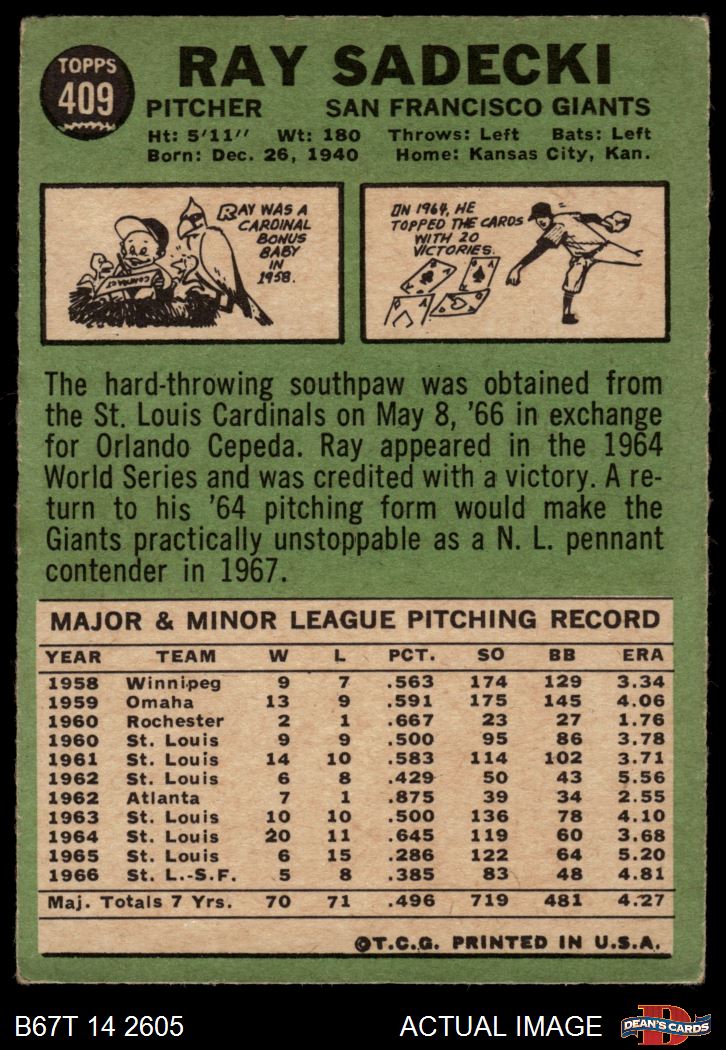 TOPPS
409
RAY SADECKI
PITCHER SAN FRANCISCO GIANTS
Ht: 5'11" Wt: 180 Throws: Left Bats: Left
Born: Dec. 26, 1940 Home: Kansas City, Kan.
RAY WAS A
CARDINAL
BONUS
BABY
IN
1958.
CONTRACT
IN 1964, HE
TOPPED THE CARDS
WITH 20
VICTORIES.
The hard-throwing southpaw was obtained from
the St. Louis Cardinals on May 8, '66 in exchange
for Orlando Cepeda. Ray appeared in the 1964
World Series and was credited with a victory. A re-
turn to his '64 pitching form would make the
Giants practically unstoppable as a N. L. pennant
contender in 1967.
MAJOR & MINOR LEAGUE PITCHING RECORD
YEAR TEAM W L PCT. SO BB ERA
1958 Winnipeg 9 7 .563 174 129 3.34
1959 Omaha 13 9 .591 175 145 4.06
1960 Rochester 2 1 .667 23 27 1.76
1960 St. Louis 9 9 .500 95 86 3.78
1961 St. Louis 14 10 .583 114 102 3.71
1962 St. Louis 6 8 .429 50 43 5.56
1962 Atlanta 7 1 .875 39 34 2.55
1963 St. Louis 10 10 .500 136 78 4.10
1964 St. Louis 20 11 .645 119 60 3.68
1965 St. Louis 6 15 .286 122 64 5.20
1966 St. L.-S.F. 5 8 .385 83 48 4.81
Maj. Totals 7 Yrs. 70 71 .496 719 481 4.27
©T.C.G. PRINTED IN U.S.A.
B67T 14 2605 ACTUAL IMAGE
DEAN'S CARDS